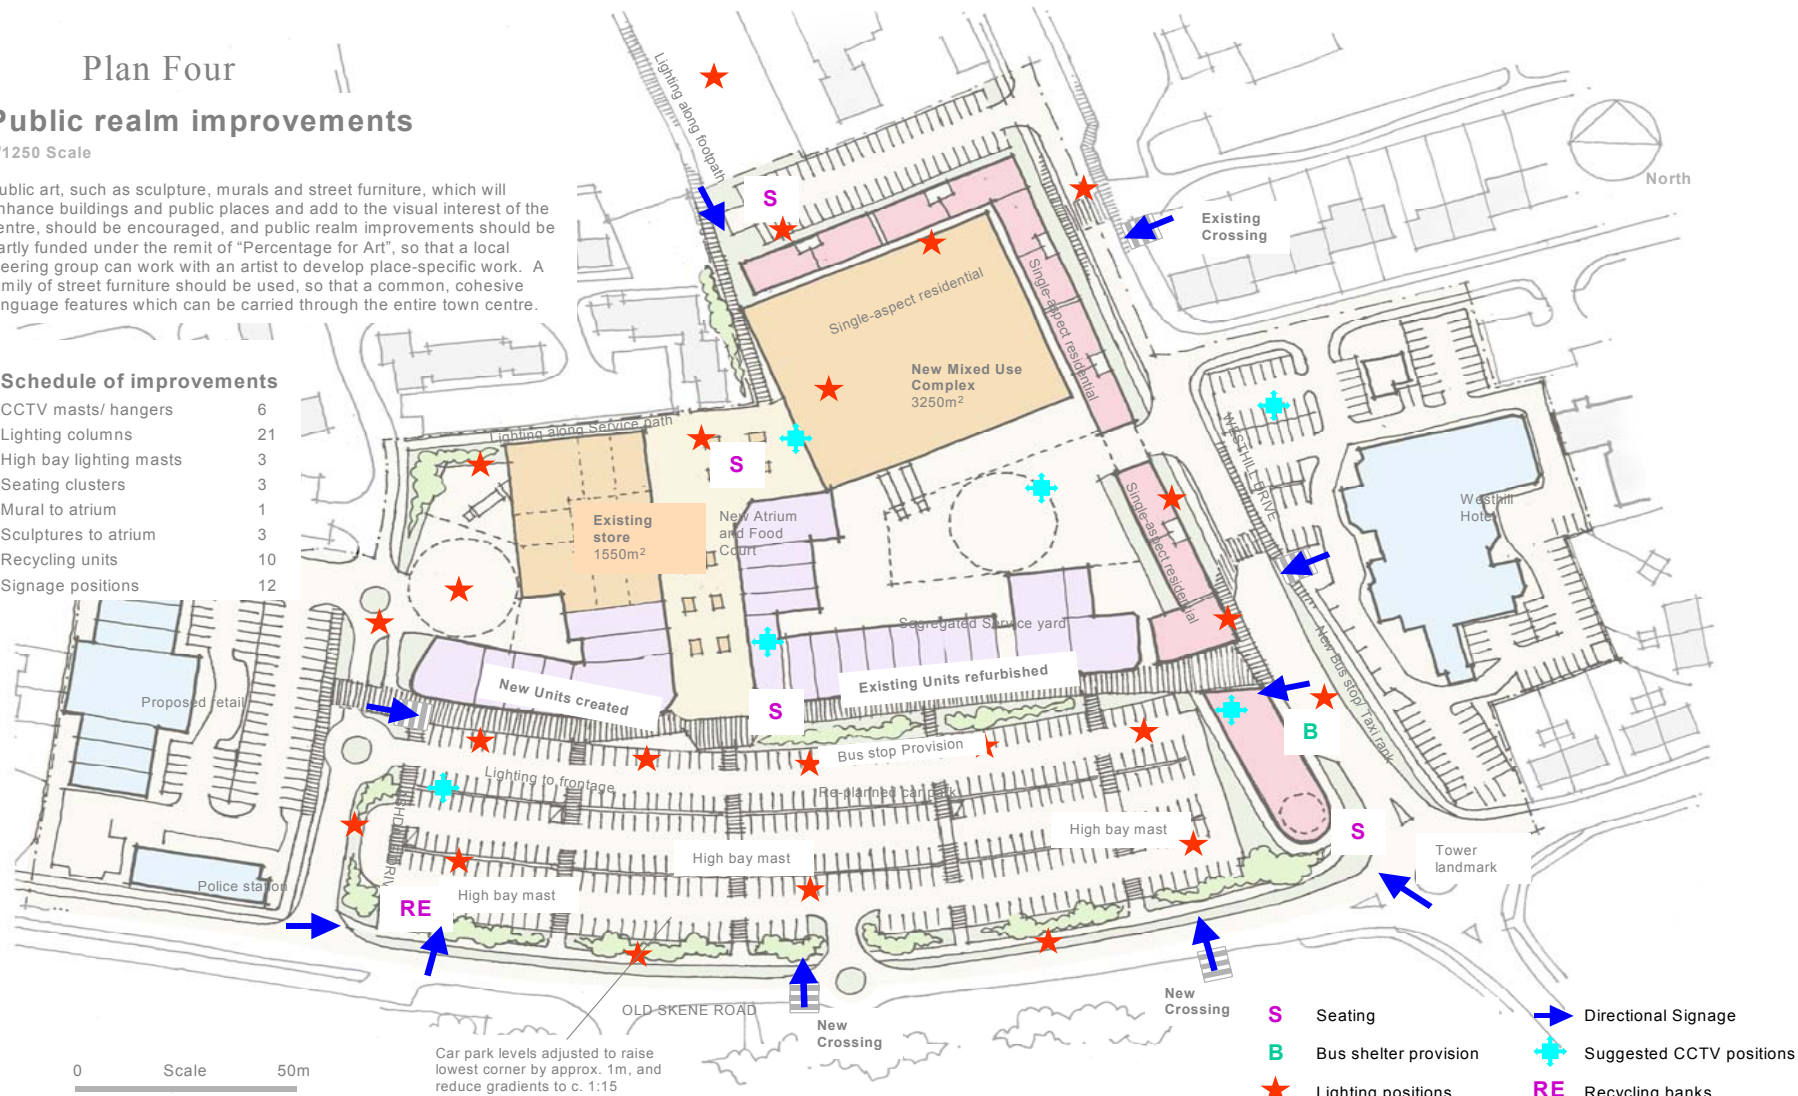 Plan Four
Public realm improvements
/1250 Scale
ublic art, such as sculpture, murals and street furniture, which will
nhance buildings and public places and add to the visual interest of the
entre, should be encouraged, and public realm improvements should be
artly funded under the remit of “Percentage for Art”, so that a local
eering group can work with an artist to develop place-specific work. A
mily of street furniture should be used, so that a common, cohesive
nguage features which can be carried through the entire town centre.
Schedule of improvements
CCTV masts/ hangers 6
Lighting columns 21
High bay lighting masts 3
Seating clusters 3
Mural to atrium 1
Sculptures to atrium 3
Recycling units 10
Signage positions 12
Lighting along footpath
S
North
Existing
Crossing
Single-aspect residential
Single-aspect residential
New Mixed Use
Complex
3250m²
Lighting along Service path
S
Existing
store
1550m²
New Atrium
and Food
Court
Single-aspect residential
WESTHILL DRIVE
Westhill
Hotel
Segregated Service yard
New Bus stop/ Taxi rank
Proposed retail
New Units created
Existing Units refurbished
S
B
Bus stop Provision
Lighting to frontage
Re-planned car park
High bay mast
High bay mast
High bay mast
S
Tower
landmark
Police station
RE
OLD SKENE ROAD
New
Crossing
New
Crossing
Car park levels adjusted to raise
lowest corner by approx. 1m, and
reduce gradients to c. 1:15
0 Scale 50m
S Seating
B Bus shelter provision
Lighting positions
Directional Signage
Suggested CCTV positions
RE Recycling banks